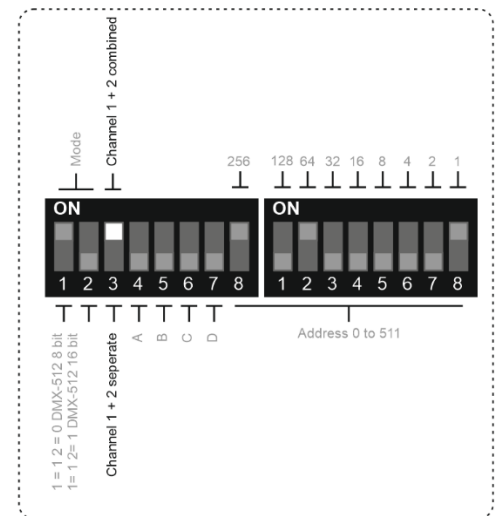 Mode
Channel 1 + 2 combined
256
128 64 32 16 8 4 2 1
ON
ON
1 2 3 4 5 6 7 8
1 2 3 4 5 6 7 8
1 = 1 2 = 0 DMX-512 8 bit
1= 1 2= 1 DMX-512 16 bit
Channel 1 + 2 seperate
A
B
C
D
Address 0 to 511